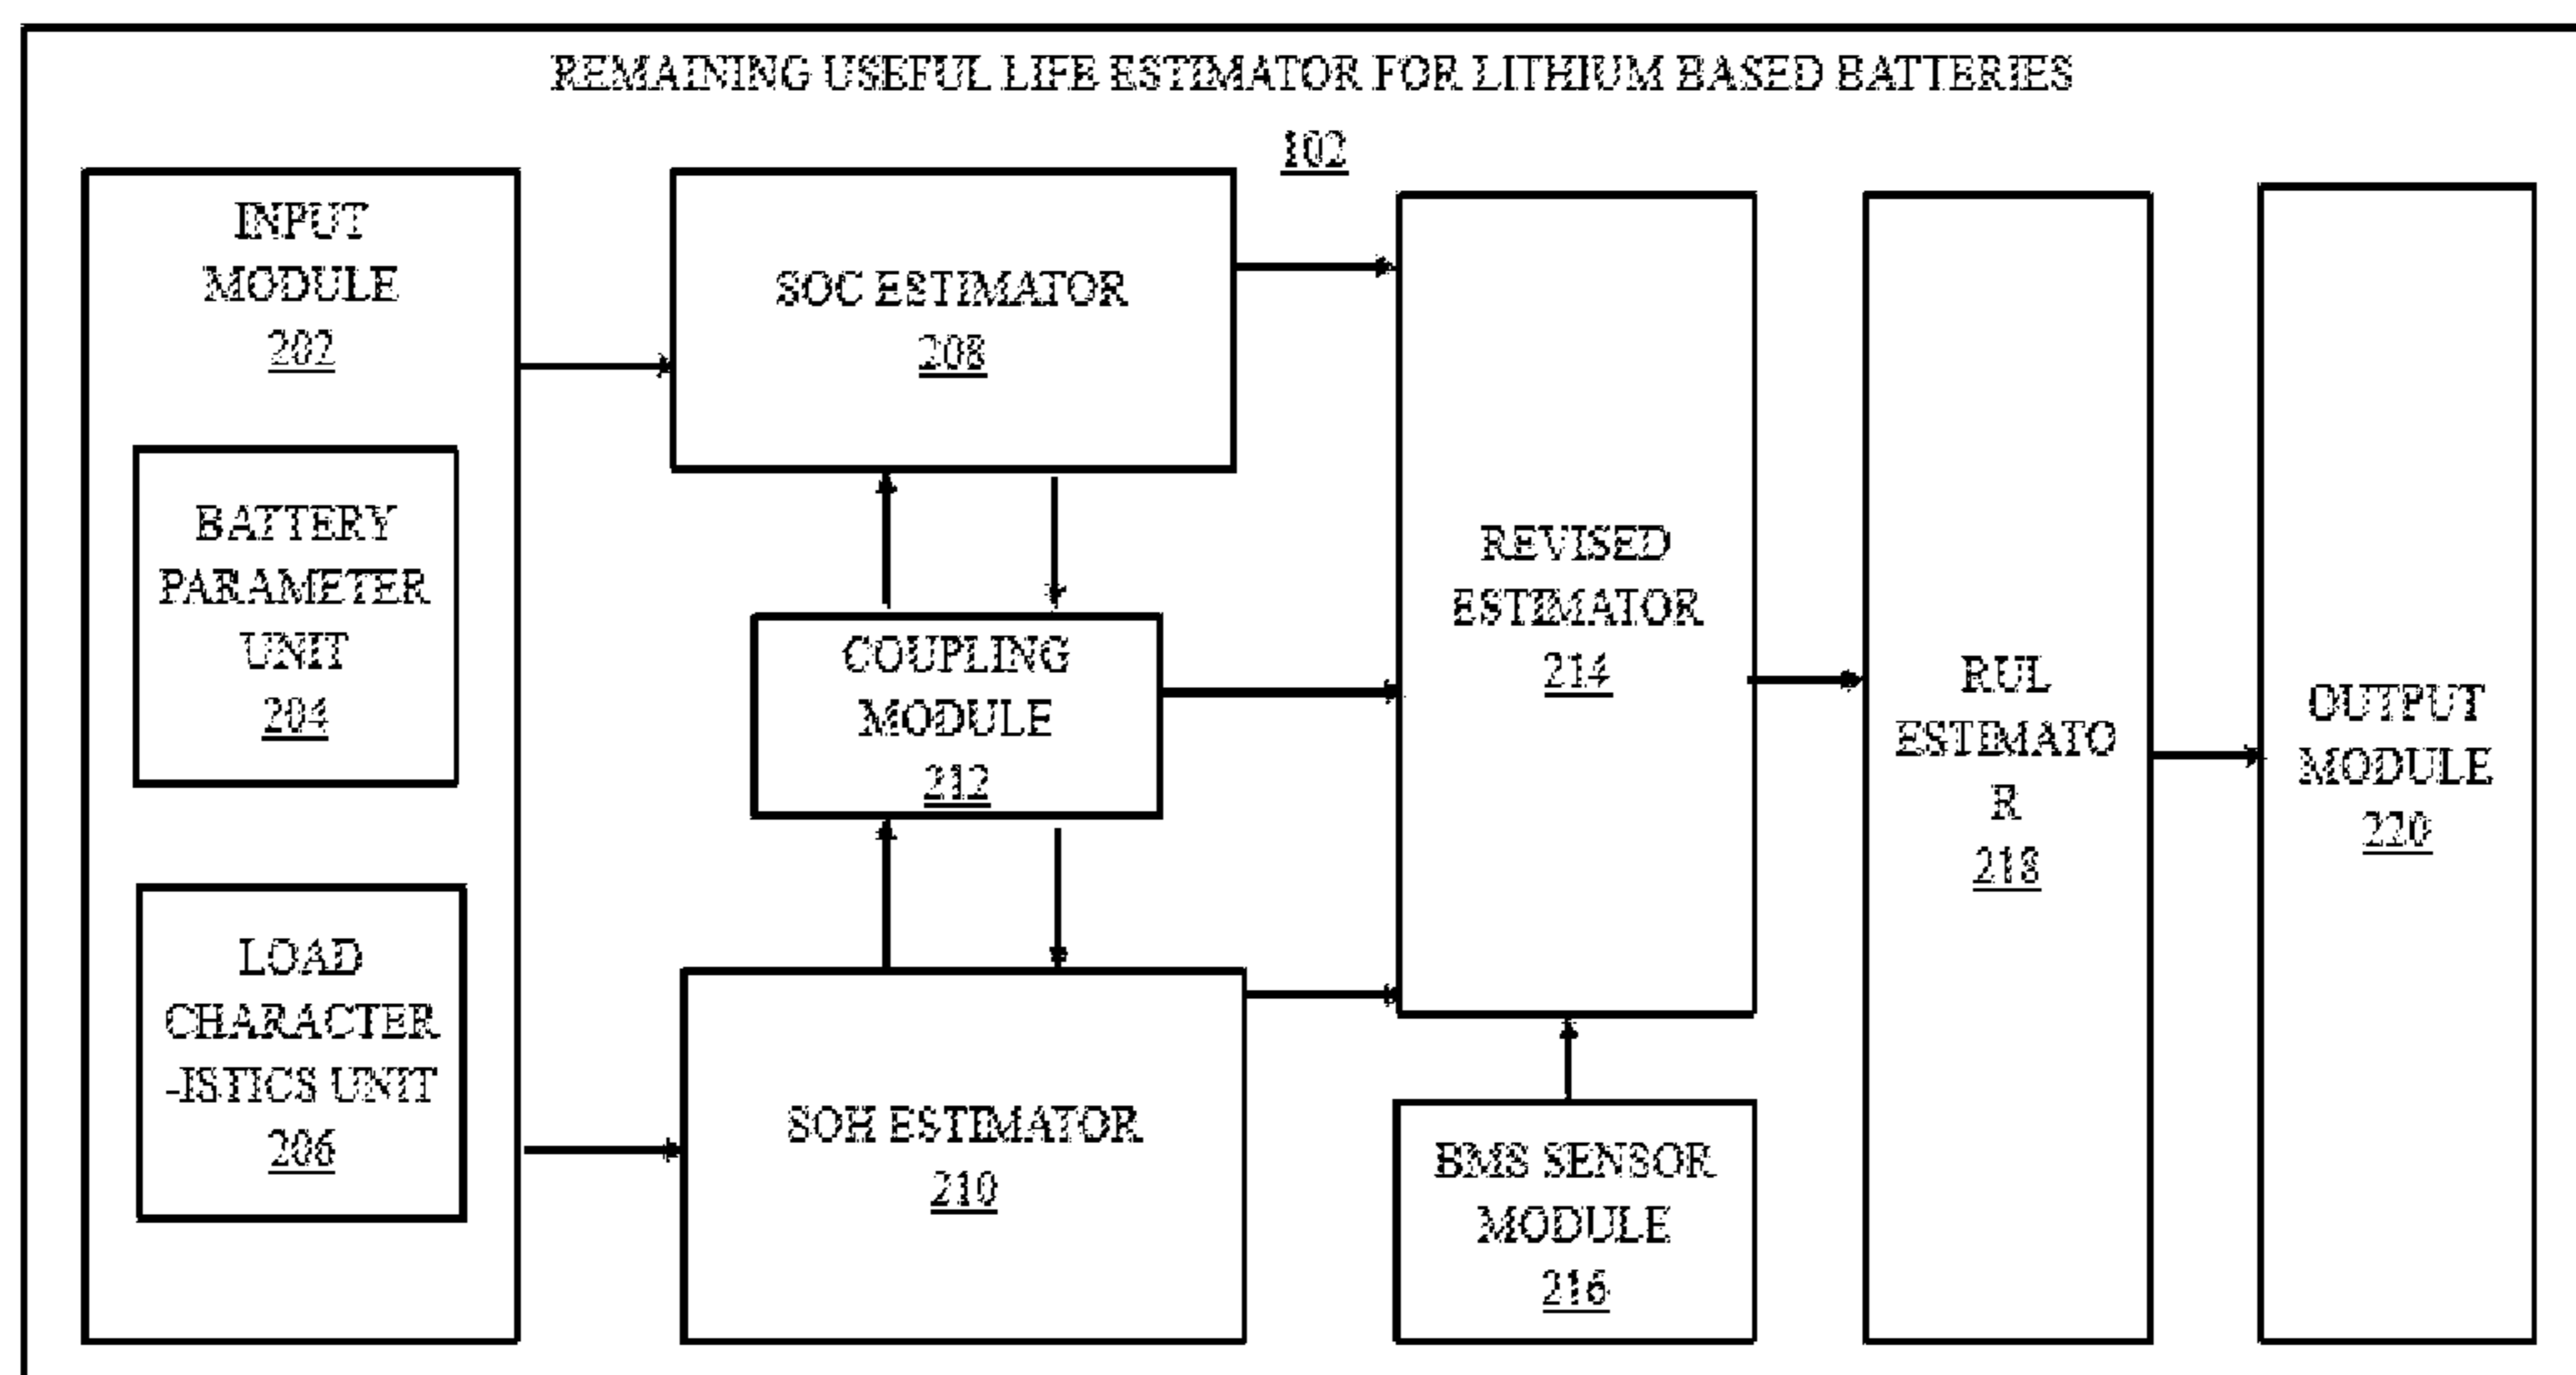 REMAINING USEFUL LIFE ESTIMATOR FOR LITHIUM BASED BATTERIES
102
INPUT
MODULE
202
BATTERY
PARAMETER
UNIT
204
LOAD
CHARACTER
-ISTICS UNIT
206
SOC ESTIMATOR
208
COUPLING
MODULE
212
SOH ESTIMATOR
210
REVISED
ESTIMATOR
214
BMS SENSOR
MODULE
216
RUL
ESTIMATO
R
218
OUTPUT
MODULE
220